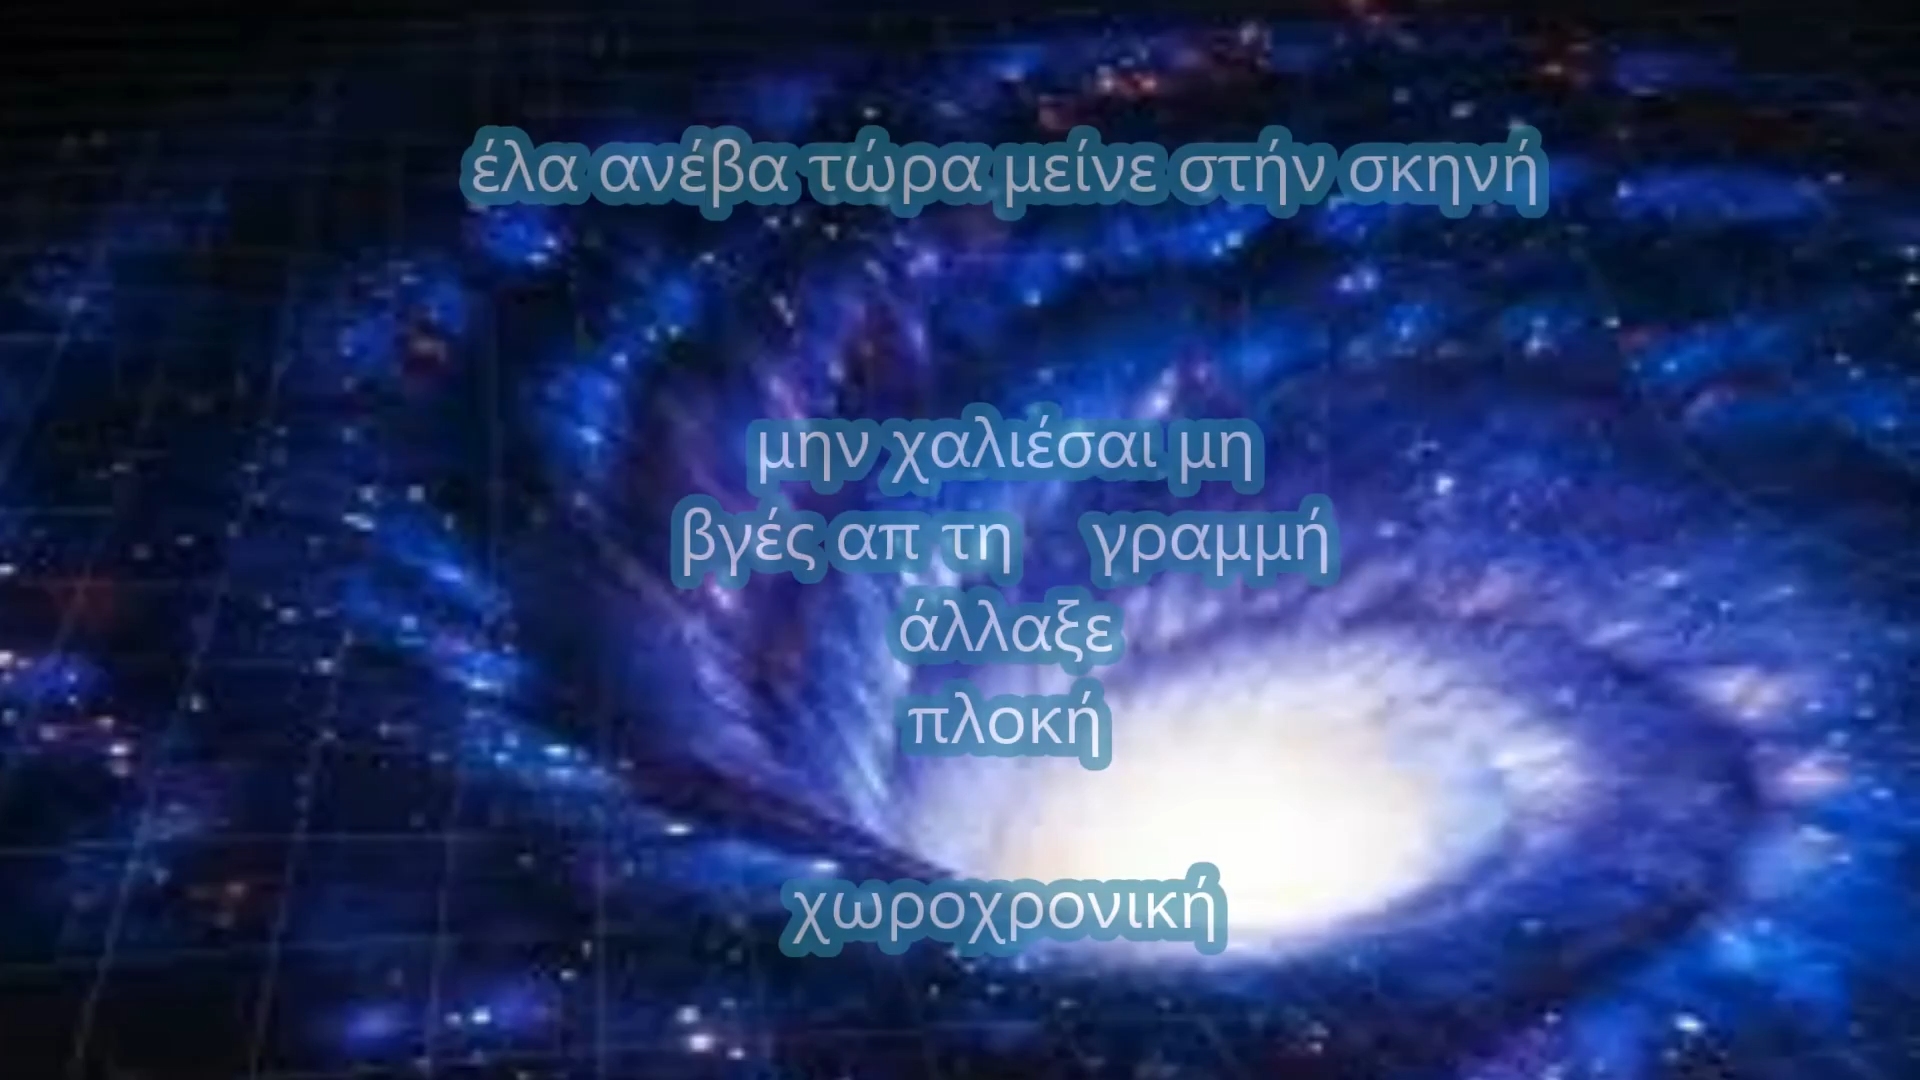 έλα ανέβα τώρα μείνε στήν σκηνή
μην χαλιέσαι μη
βγές απ τη    γραμμή
άλλαξε
πλοκή
χωροχρονική